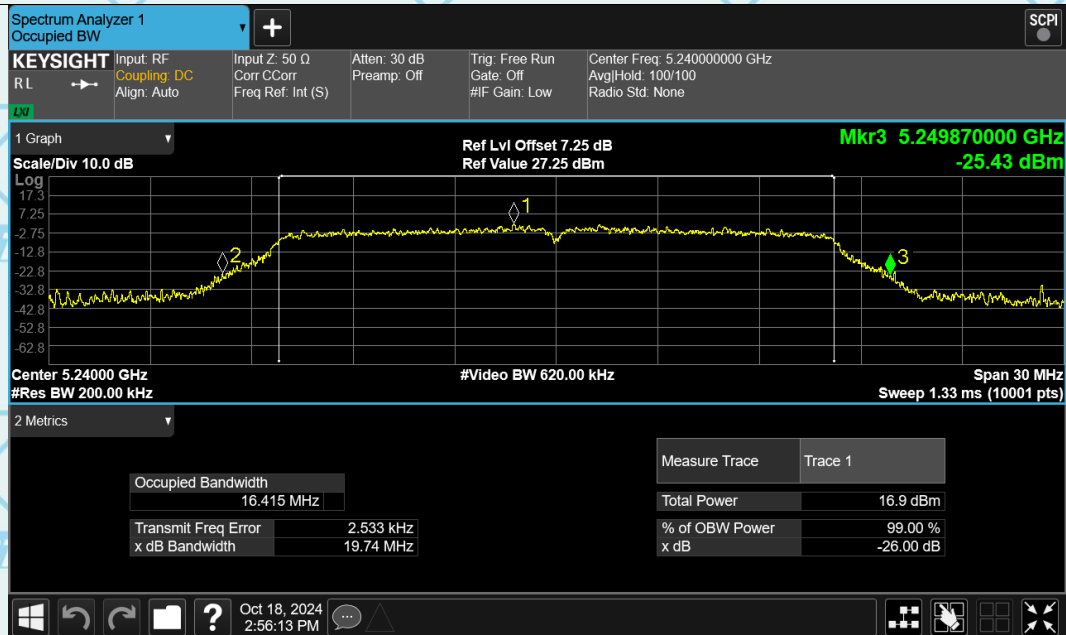 Spectrum Analyzer 1
Occupied BW
+
SCPI
KEYSIGHT
R L
LXI
Input: RF
Coupling: DC
Align: Auto
Input Z: 50 Ω
Corr CCorr
Freq Ref: Int (S)
Atten: 30 dB
Preamp: Off
Trig: Free Run
Gate: Off
#IF Gain: Low
Center Freq: 5.240000000 GHz
Avg|Hold: 100/100
Radio Std: None
1 Graph
Scale/Div 10.0 dB
Ref Lvl Offset 7.25 dB
Ref Value 27.25 dBm
Mkr3 5.249870000 GHz
-25.43 dBm
Log
17.3
7.25
-2.75
-12.8
-22.8
-32.8
-42.8
-52.8
-62.8
1
2
3
Center 5.24000 GHz
#Video BW 620.00 kHz
Span 30 MHz
#Res BW 200.00 kHz
Sweep 1.33 ms (10001 pts)
2 Metrics
Occupied Bandwidth
16.415 MHz
Transmit Freq Error 2.533 kHz
x dB Bandwidth 19.74 MHz
Measure Trace Trace 1
Total Power 16.9 dBm
% of OBW Power 99.00 %
x dB -26.00 dB
?
Oct 18, 2024
2:56:13 PM